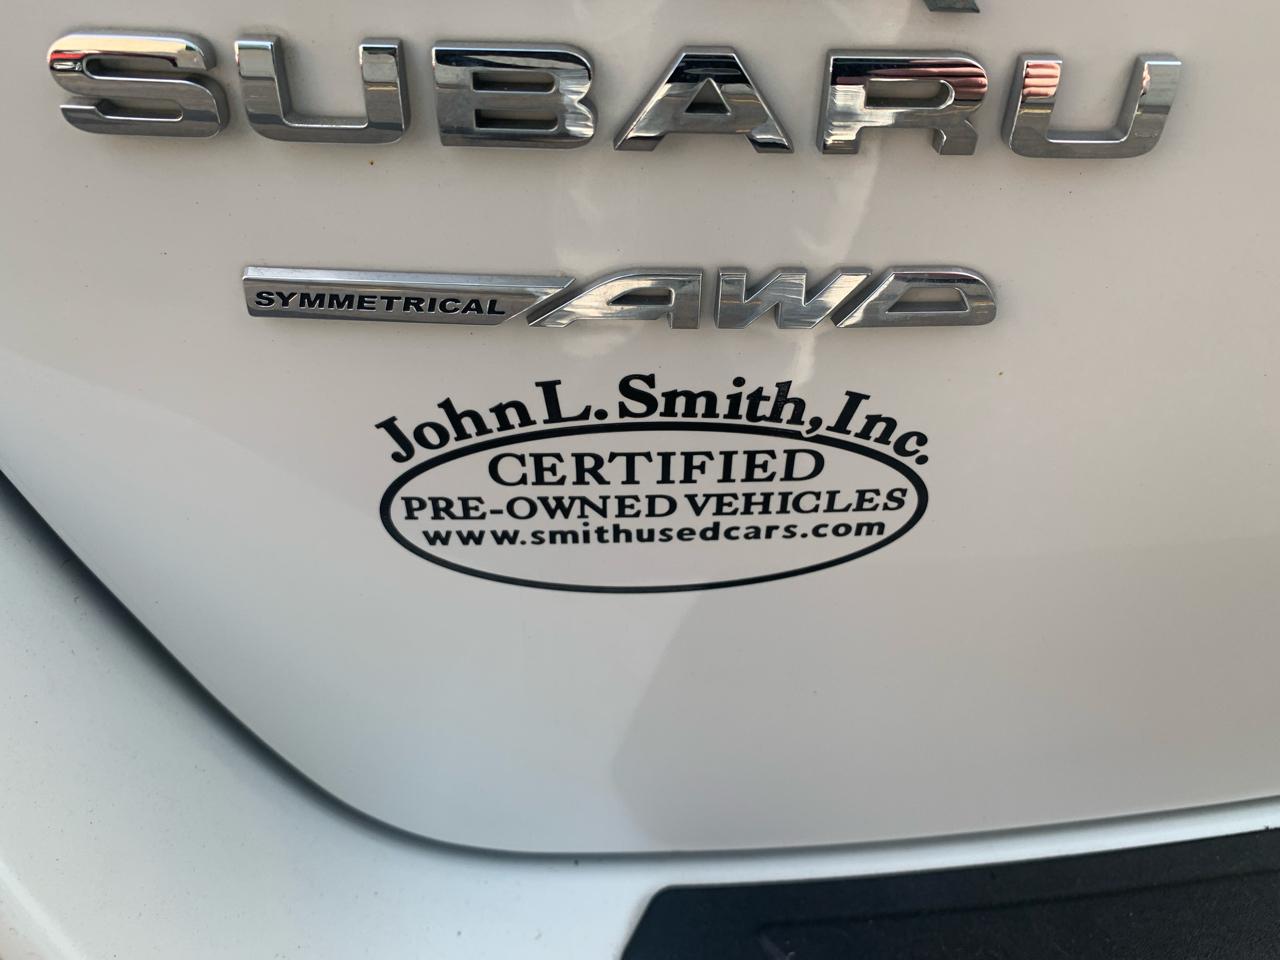 SUBARU
SYMMETRICAL AWD
John L. Smith, Inc.
CERTIFIED
PRE-OWNED VEHICLES
www.smithusedcars.com